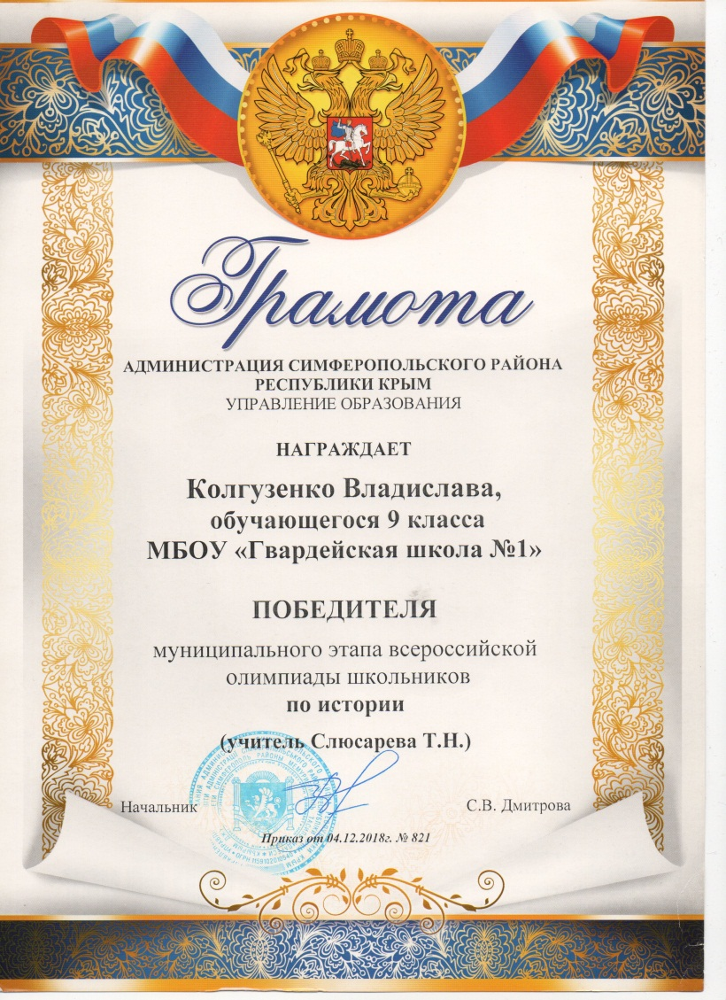 Грамота
АДМИНИСТРАЦИЯ СИМФЕРОПОЛЬСКОГО РАЙОНА
РЕСПУБЛИКИ КРЫМ
УПРАВЛЕНИЕ ОБРАЗОВАНИЯ
НАГРАЖДАЕТ
Колгузенко Владислава,
обучающегося 9 класса
МБОУ «Гвардейская школа №1»
ПОБЕДИТЕЛЯ
муниципального этапа всероссийской
олимпиады школьников
по истории
(учитель Слюсарева Т.Н.)
Начальник
С.В. Дмитрова
Приказ от 04.12.2018г. № 821